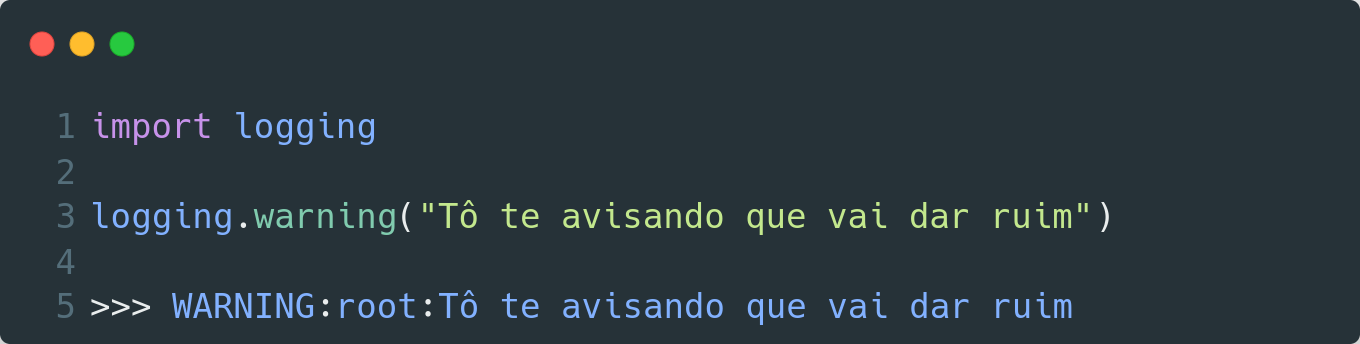 1 import logging
2
3 logging.warning("Tô te avisando que vai dar ruim")
4
5 >>> WARNING:root:Tô te avisando que vai dar ruim